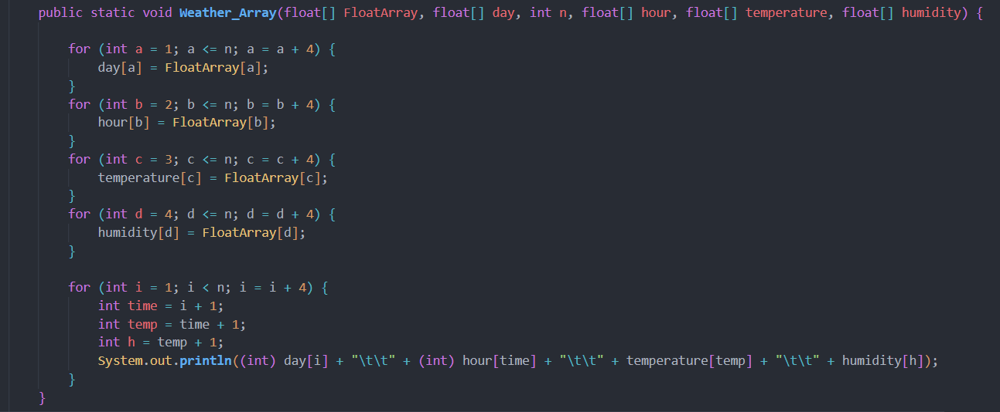 public static void Weather_Array(float[] FloatArray, float[] day, int n, float[] hour, float[] temperature, float[] humidity) {
for (int a = 1; a <= n; a = a + 4) {
day[a] = FloatArray[a];
}
for (int b = 2; b <= n; b = b + 4) {
hour[b] = FloatArray[b];
}
for (int c = 3; c <= n; c = c + 4) {
temperature[c] = FloatArray[c];
}
for (int d = 4; d <= n; d = d + 4) {
humidity[d] = FloatArray[d];
}
for (int i = 1; i < n; i = i + 4) {
int time = i + 1;
int temp = time + 1;
int h = temp + 1;
System.out.println((int) day[i] + "\t\t" + (int) hour[time] + "\t\t" + temperature[temp] + "\t\t" + humidity[h]);
}
}